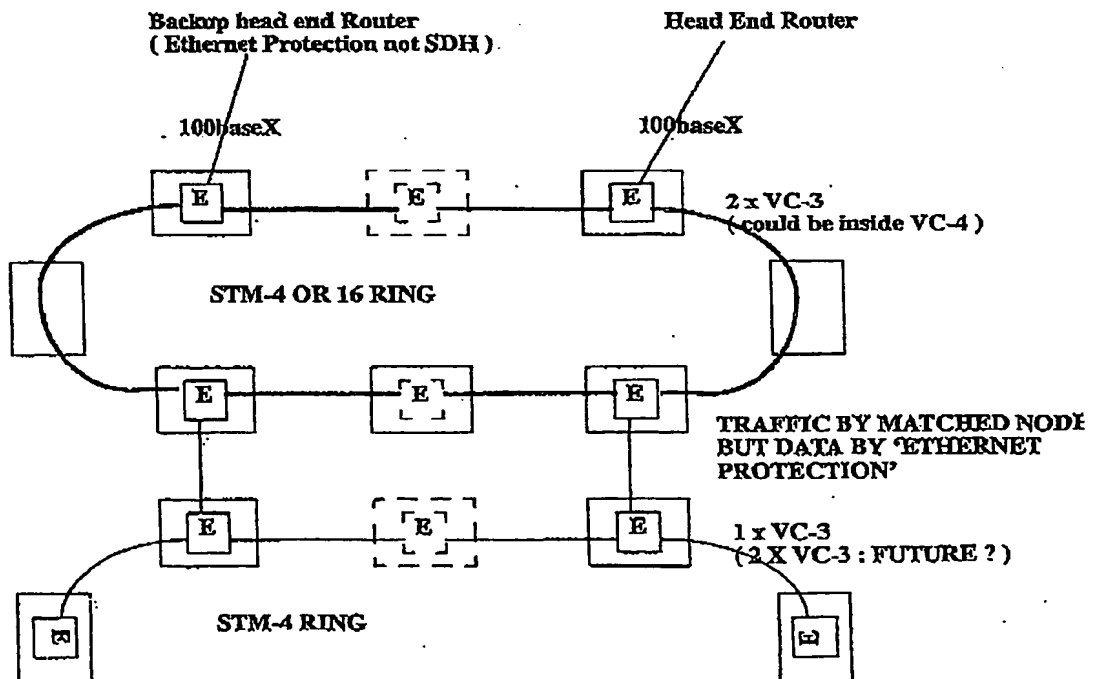 Backup head end Router
( Ethernet Protection not SDH )
Head End Router
100baseX
100baseX
E
E
E
2 x VC-3
( could be inside VC-4 )
STM-4 OR 16 RING
E
E
E
TRAFFIC BY MATCHED NODE
BUT DATA BY 'ETHERNET
PROTECTION'
E
E
E
1 x VC-3
( 2 X VC-3 : FUTURE ? )
STM-4 RING
E
E